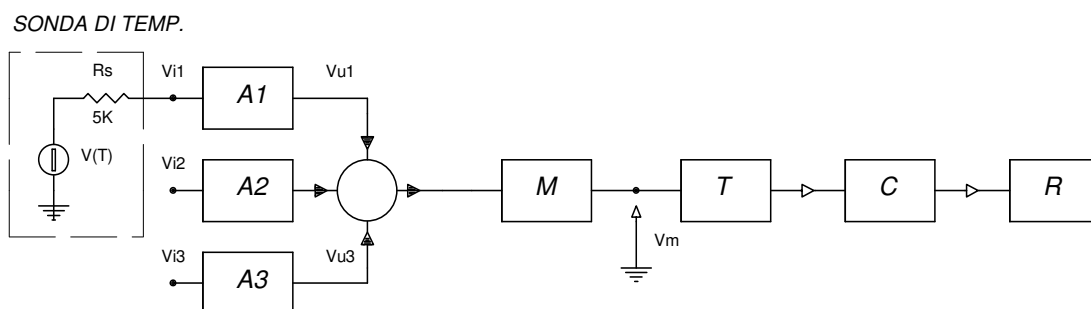 SONDA DI TEMP.
Rs
5K
V(T)
Vi1
A1
Vu1
Vi2
A2
Vi3
A3
Vu3
M
Vm
T
C
R